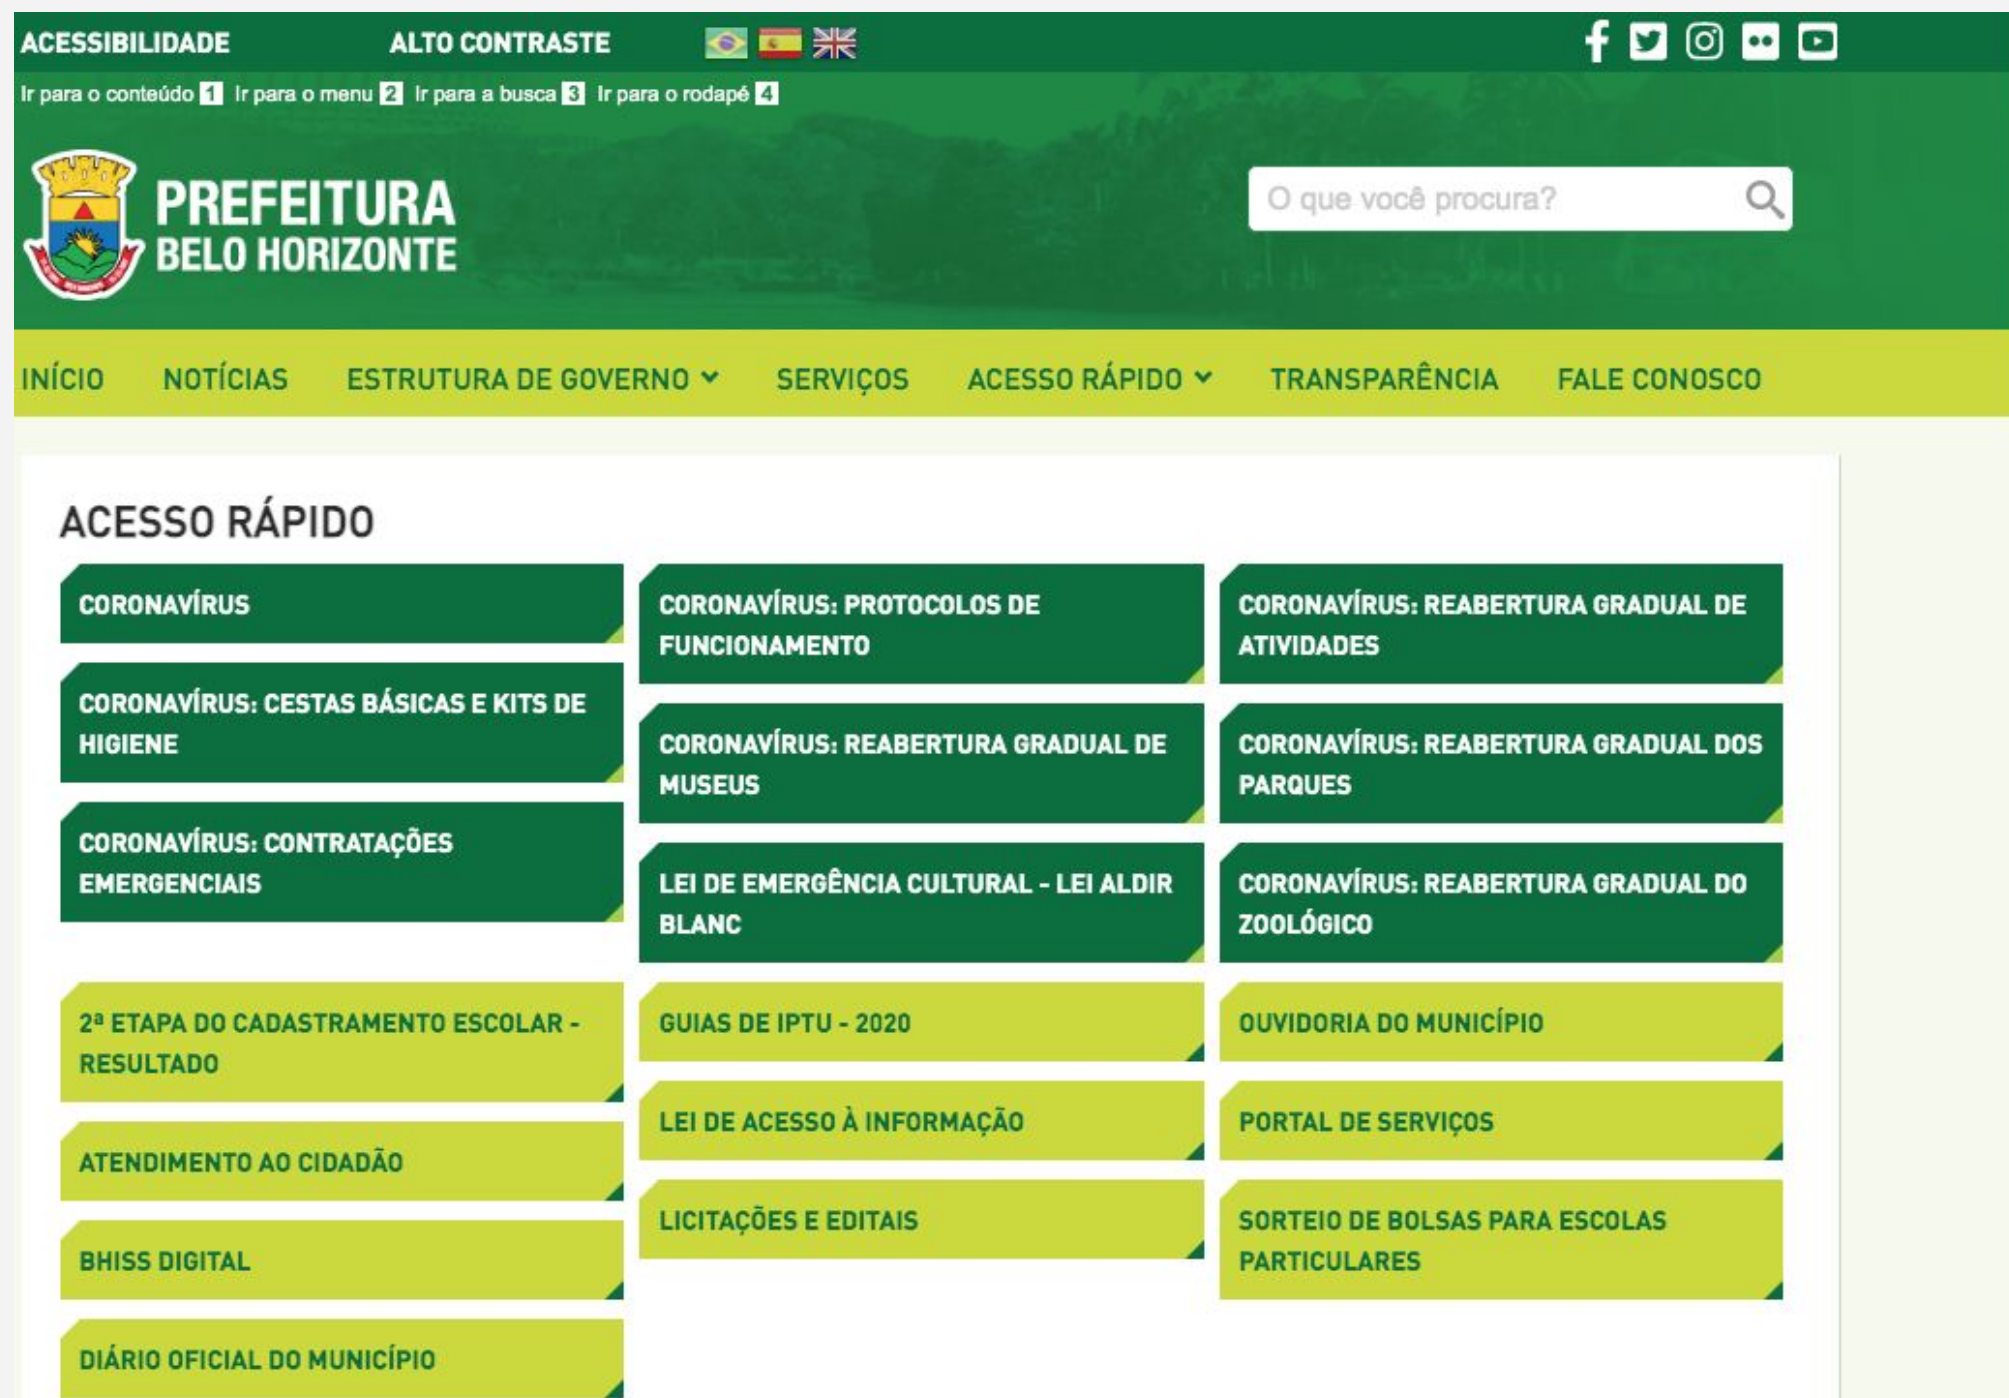 ACESSIBILIDADE ALTO CONTRASTE
Ir para o conteúdo 1 Ir para o menu 2 Ir para a busca 3 Ir para o rodapé 4
PREFEITURA
BELO HORIZONTE
O que você procura?
INÍCIO NOTÍCIAS ESTRUTURA DE GOVERNO SERVIÇOS ACESSO RÁPIDO TRANSPARÊNCIA FALE CONOSCO
ACESSO RÁPIDO
CORONAVÍRUS
CORONAVÍRUS: CESTAS BÁSICAS E KITS DE
HIGIENE
CORONAVÍRUS: CONTRATAÇÕES
EMERGENCIAIS
CORONAVÍRUS: PROTOCOLOS DE
FUNCIONAMENTO
CORONAVÍRUS: REABERTURA GRADUAL DE
MUSEUS
LEI DE EMERGÊNCIA CULTURAL - LEI ALDIR
BLANC
CORONAVÍRUS: REABERTURA GRADUAL DE
ATIVIDADES
CORONAVÍRUS: REABERTURA GRADUAL DOS
PARQUES
CORONAVÍRUS: REABERTURA GRADUAL DO
ZOOLÓGICO
2ª ETAPA DO CADASTRAMENTO ESCOLAR -
RESULTADO
ATENDIMENTO AO CIDADÃO
BHISS DIGITAL
DIÁRIO OFICIAL DO MUNICÍPIO
GUIAS DE IPTU - 2020
LEI DE ACESSO À INFORMAÇÃO
LICITAÇÕES E EDITAIS
OUVIDORIA DO MUNICÍPIO
PORTAL DE SERVIÇOS
SORTEIO DE BOLSAS PARA ESCOLAS
PARTICULARES